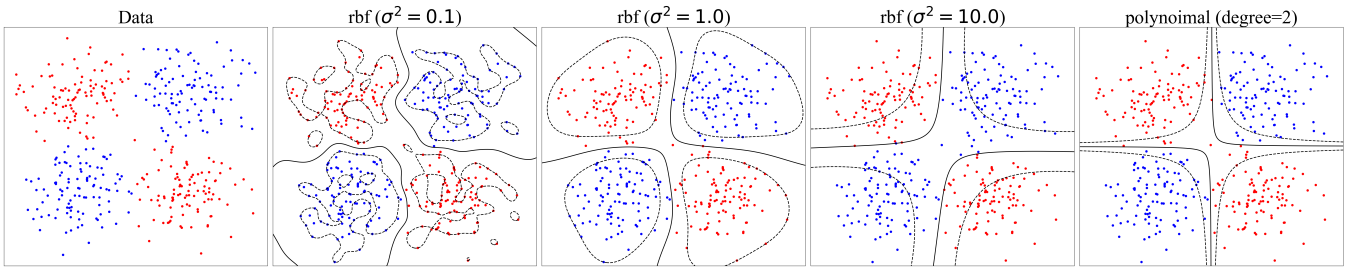 Data
rbf (σ² = 0.1)
rbf (σ² = 1.0)
rbf (σ² = 10.0)
polynoimal (degree=2)